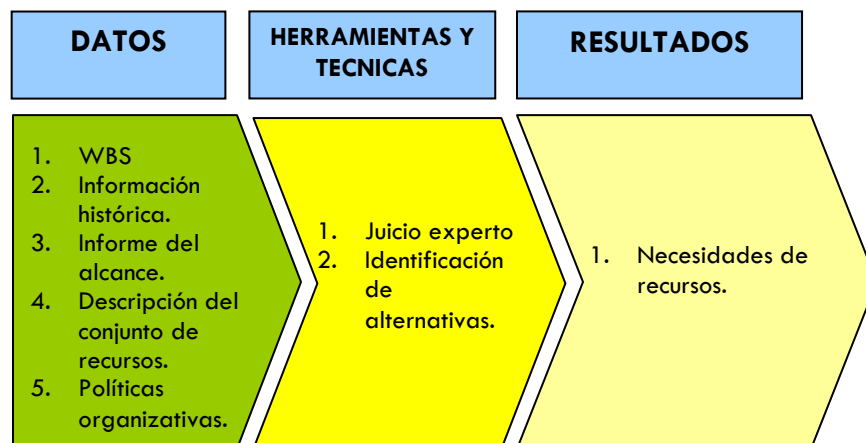 DATOS
HERRAMIENTAS Y
TECNICAS
RESULTADOS
1. WBS
2. Información
histórica.
3. Informe del
alcance.
4. Descripción del
conjunto de
recursos.
5. Políticas
organizativas.
1. Juicio experto
2. Identificación
de
alternativas.
1. Necesidades de
recursos.